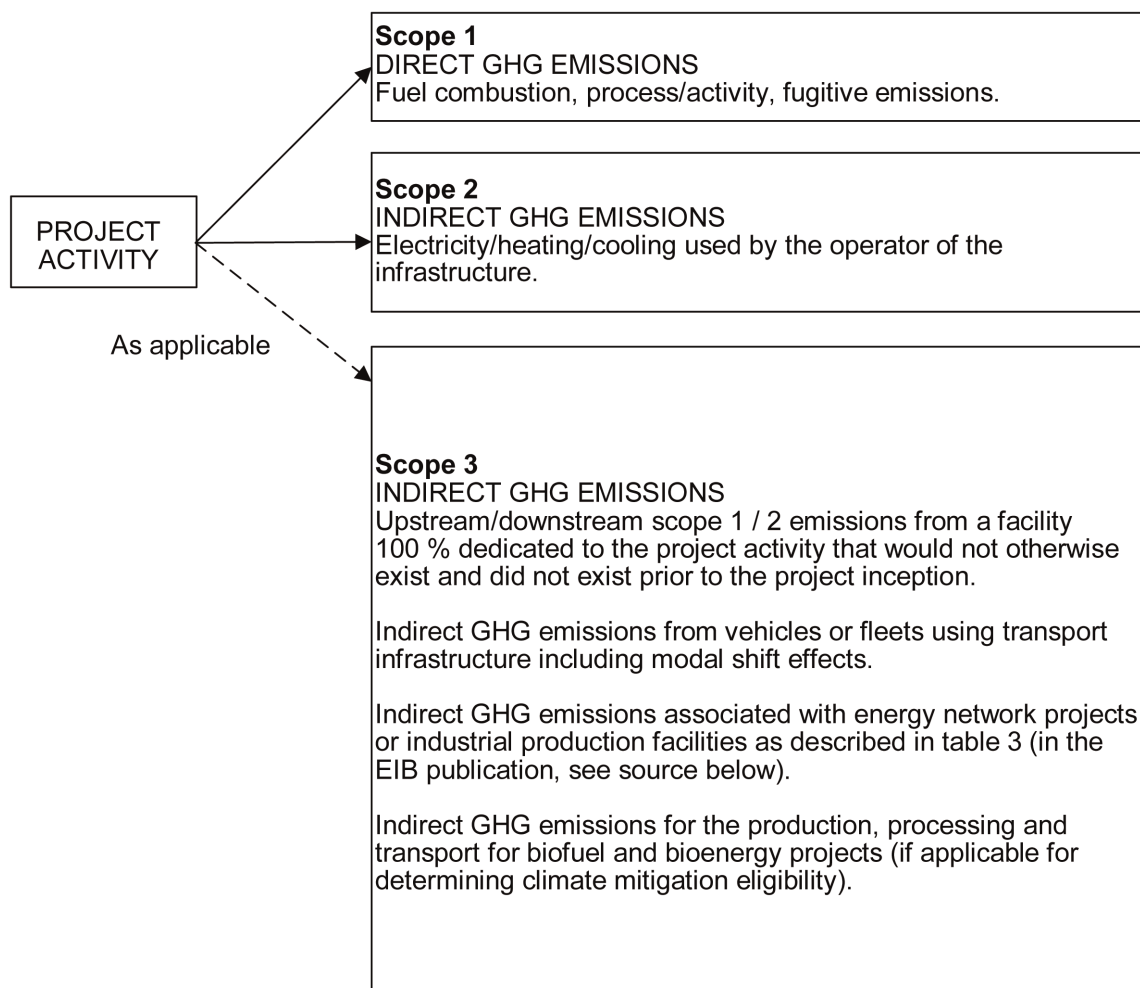 Scope 1
DIRECT GHG EMISSIONS
Fuel combustion, process/activity, fugitive emissions.
Scope 2
INDIRECT GHG EMISSIONS
Electricity/heating/cooling used by the operator of the
infrastructure.
PROJECT
ACTIVITY
As applicable
Scope 3
INDIRECT GHG EMISSIONS
Upstream/downstream scope 1 / 2 emissions from a facility
100 % dedicated to the project activity that would not otherwise
exist and did not exist prior to the project inception.
Indirect GHG emissions from vehicles or fleets using transport
infrastructure including modal shift effects.
Indirect GHG emissions associated with energy network projects
or industrial production facilities as described in table 3 (in the
EIB publication, see source below).
Indirect GHG emissions for the production, processing and
transport for biofuel and bioenergy projects (if applicable for
determining climate mitigation eligibility).